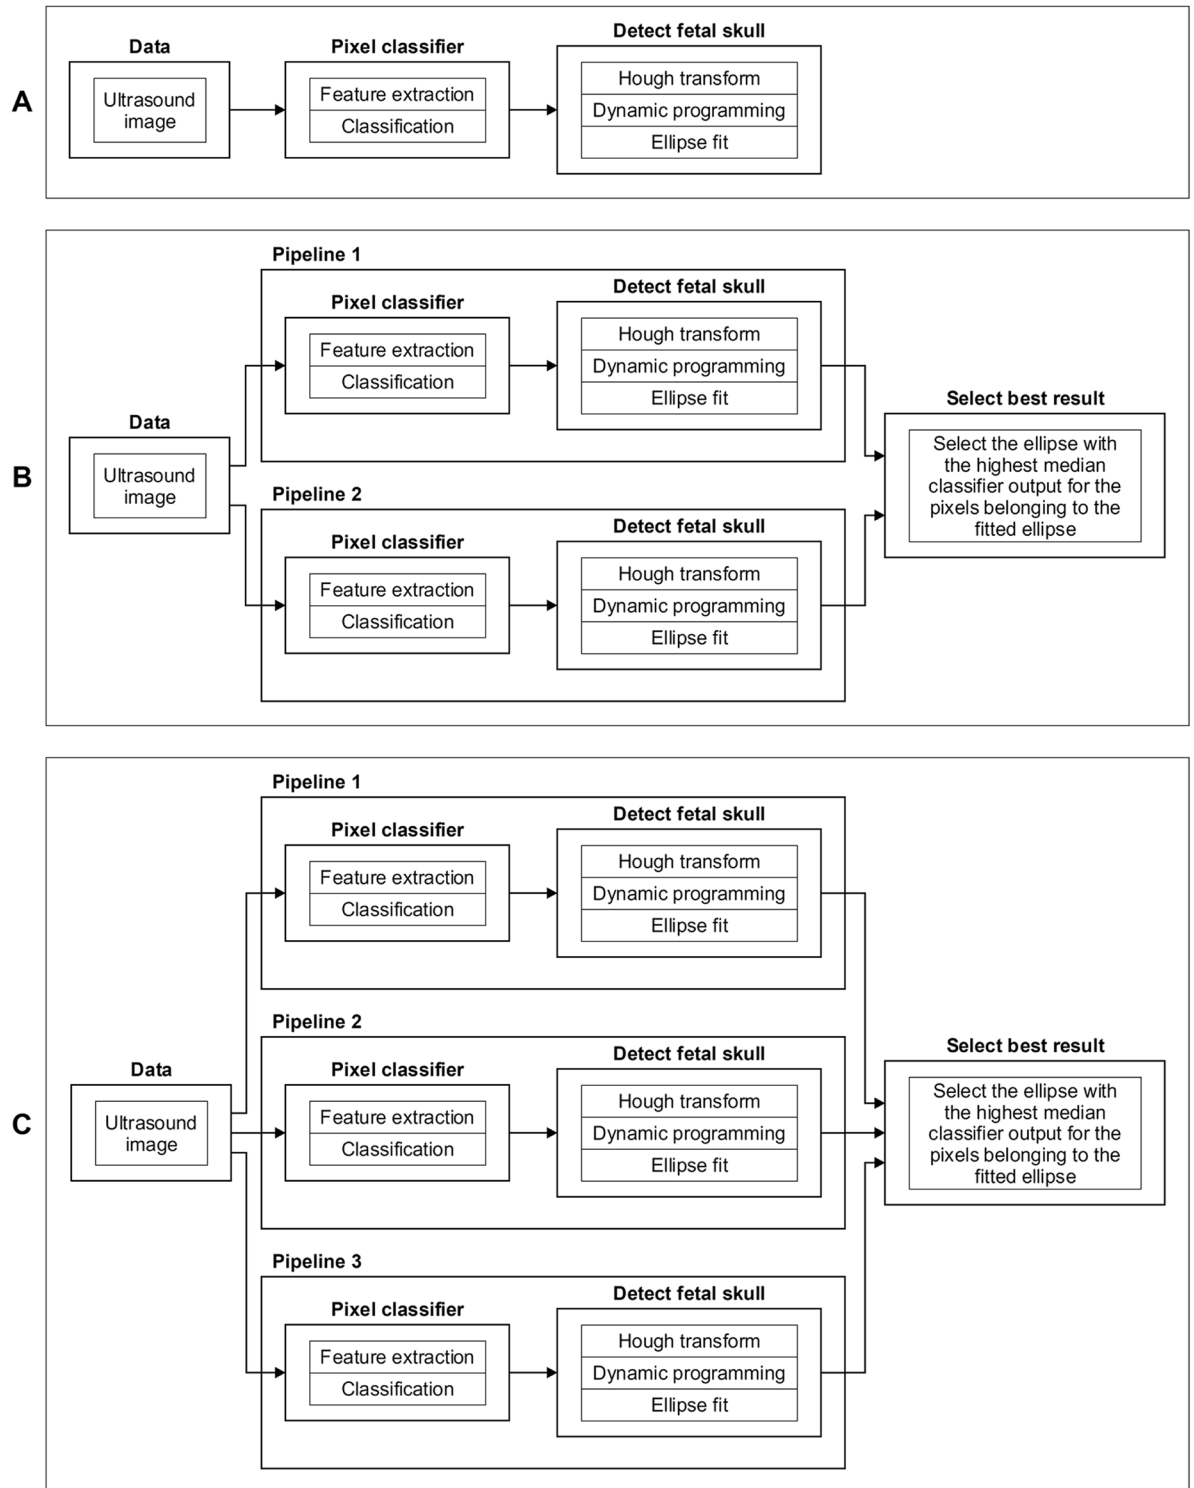 A
Data
Ultrasound
image
Pixel classifier
Feature extraction
Classification
Detect fetal skull
Hough transform
Dynamic programming
Ellipse fit
B
Data
Ultrasound
image
Pipeline 1
Pixel classifier
Feature extraction
Classification
Detect fetal skull
Hough transform
Dynamic programming
Ellipse fit
Pipeline 2
Pixel classifier
Feature extraction
Classification
Detect fetal skull
Hough transform
Dynamic programming
Ellipse fit
Select best result
Select the ellipse with
the highest median
classifier output for the
pixels belonging to the
fitted ellipse
C
Data
Ultrasound
image
Pipeline 1
Pixel classifier
Feature extraction
Classification
Detect fetal skull
Hough transform
Dynamic programming
Ellipse fit
Pipeline 2
Pixel classifier
Feature extraction
Classification
Detect fetal skull
Hough transform
Dynamic programming
Ellipse fit
Pipeline 3
Pixel classifier
Feature extraction
Classification
Detect fetal skull
Hough transform
Dynamic programming
Ellipse fit
Select best result
Select the ellipse with
the highest median
classifier output for the
pixels belonging to the
fitted ellipse